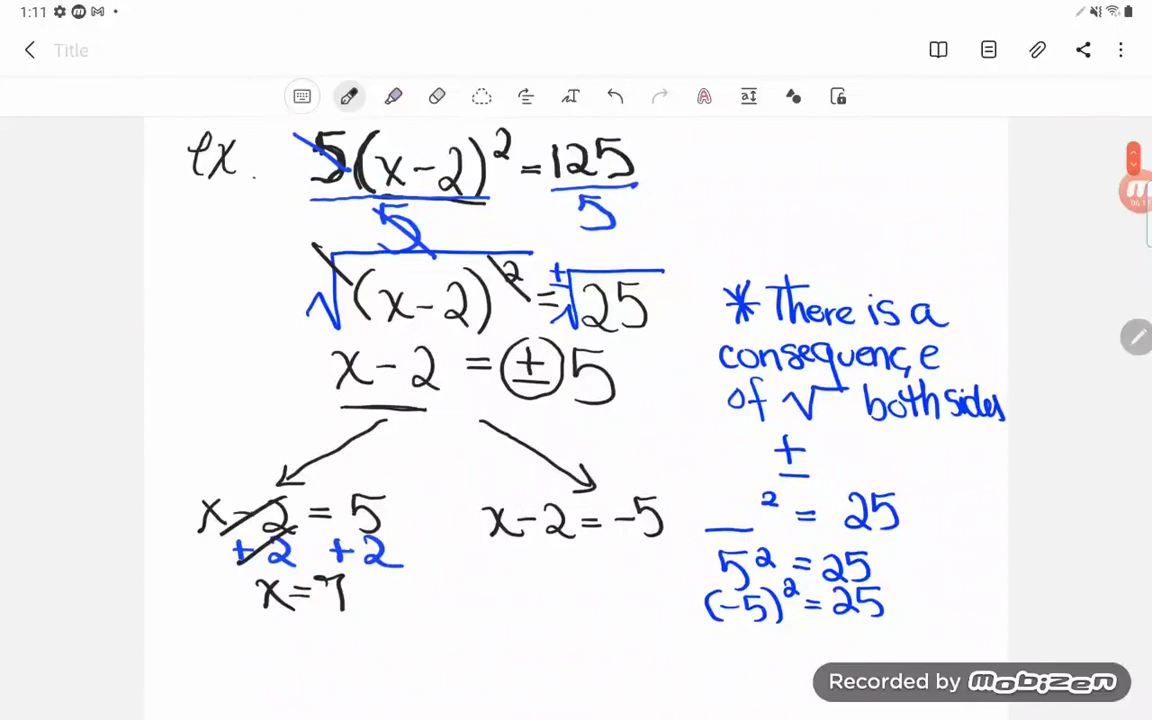 1:11
Title
ex. 5(x-2)² = 125
5 5
√(x-2)² = ±√25
x-2 = ±5
* There is a
consequence
of √ both sides
±
x-2 = 5 x-2 = -5
+2 +2
x=7
__² = 25
5² = 25
(-5)² = 25
Recorded by mobizen